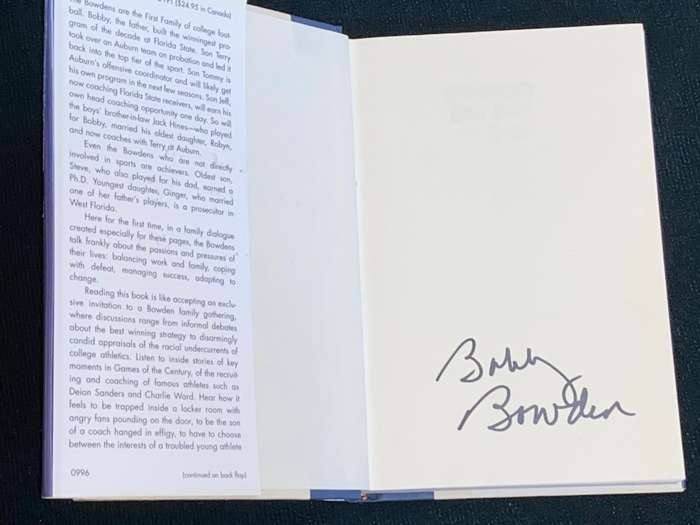 ($24.95 in Canada)
he Bowdens are the First Family of college foot-
ball. Bobby, the father, built the winningest pro-
gram of the decade at Florida State. Son Terry
took over an Auburn team on probation and led it
back into the top tier of the sport. Son Tommy is
Auburn's offensive coordinator and will likely get
his own program in the next few seasons. Son Jeff,
now coaching Florida State receivers, will earn his
own head coaching opportunity one day. So will
the boys' brother-in-law Jack Hines—who played
for Bobby, married his oldest daughter, Robyn,
and now coaches with Terry at Auburn.
Even the Bowdens who are not directly
involved in sports are achievers. Oldest son,
Steve, who also played for his dad, earned a
Ph.D. Youngest daughter, Ginger, who married
one of her father's players, is a prosecutor in
West Florida.
Here for the first time, in a family dialogue
created especially for these pages, the Bowdens
talk frankly about the passions and pressures of
their lives: balancing work and family, coping
with defeat, managing success, adapting to
change.
Reading this book is like accepting an exclu-
sive invitation to a Bowden family gathering,
where discussions range from informal debates
about the best winning strategy to disarmingly
candid appraisals of the racial undercurrents of
college athletics. Listen to inside stories of key
moments in Games of the Century, of the recruit-
ing and coaching of famous athletes such as
Deion Sanders and Charlie Ward. Hear how it
feels to be trapped inside a locker room with
angry fans pounding on the door, to be the son
of a coach hanged in effigy, to have to choose
between the interests of a troubled young athlete
0996
(continued on back flap)
Bobby
Bowden